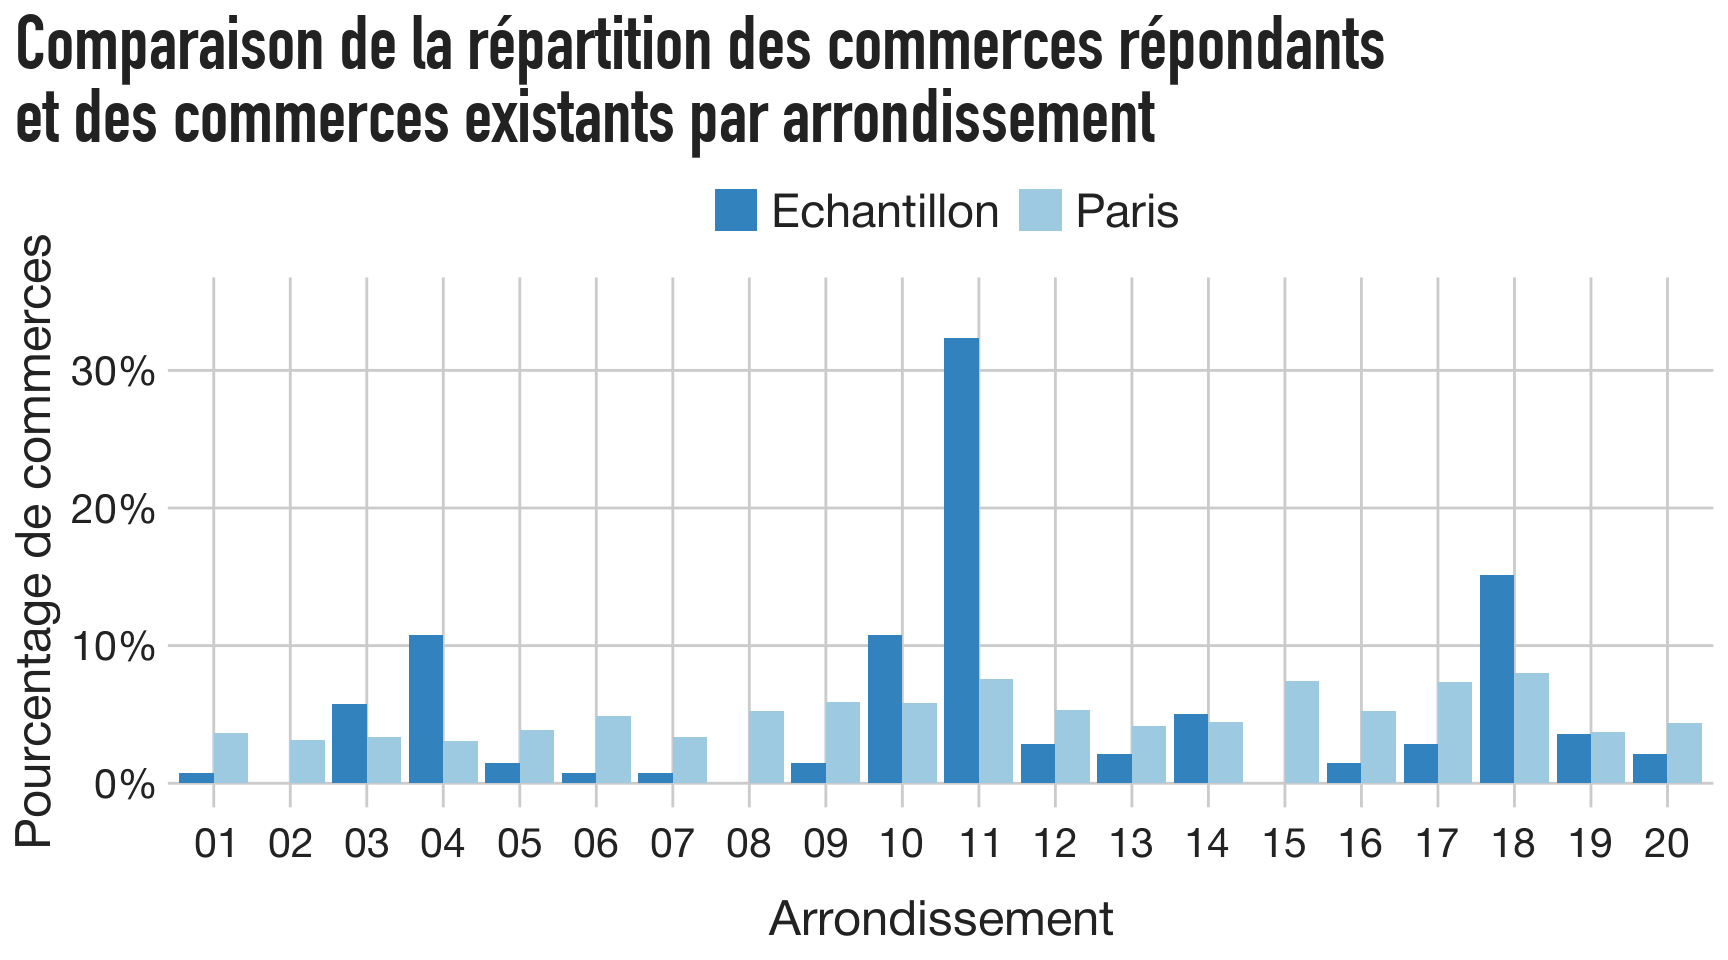 Comparaison de la répartition des commerces répondants
et des commerces existants par arrondissement
Echantillon Paris
Pourcentage de commerces
30%
20%
10%
0%
01 02 03 04 05 06 07 08 09 10 11 12 13 14 15 16 17 18 19 20
Arrondissement